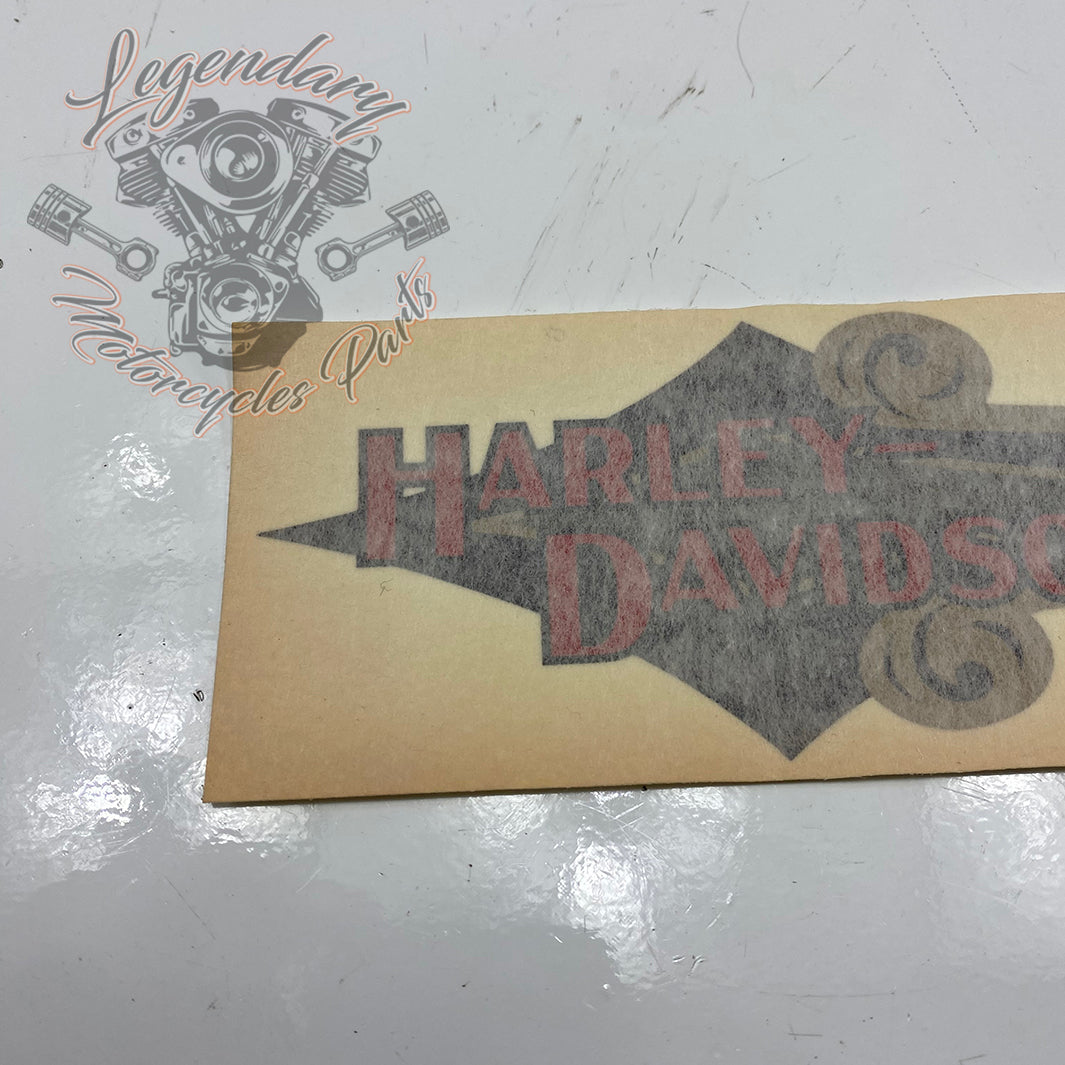 Legendary
Motorcycles Parts
HARLEY-
DAVIDSO